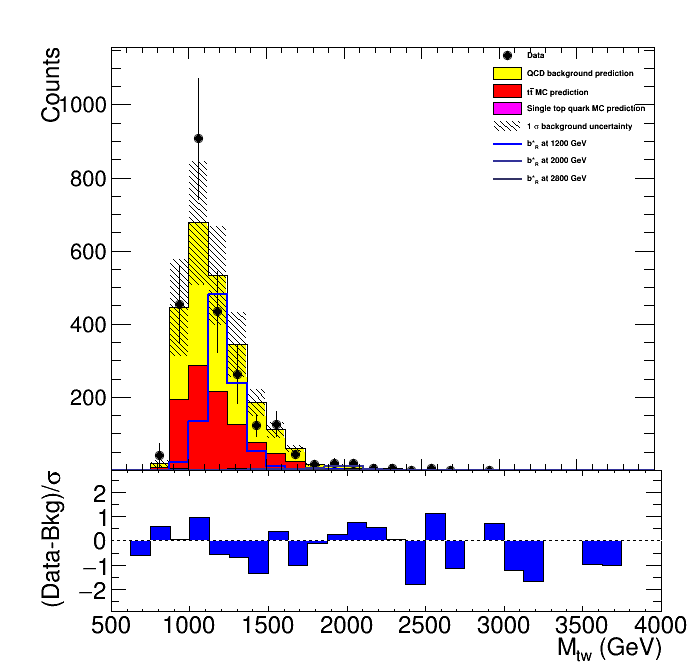 Counts
1000
800
600
400
200
Data
QCD background prediction
tt̄ MC prediction
Single top quark MC prediction
1 σ background uncertainty
b*R at 1200 GeV
b*R at 2000 GeV
b*R at 2800 GeV
(Data-Bkg)/σ
2
1
0
−1
−2
500 1000 1500 2000 2500 3000 3500 4000
Mtw (GeV)